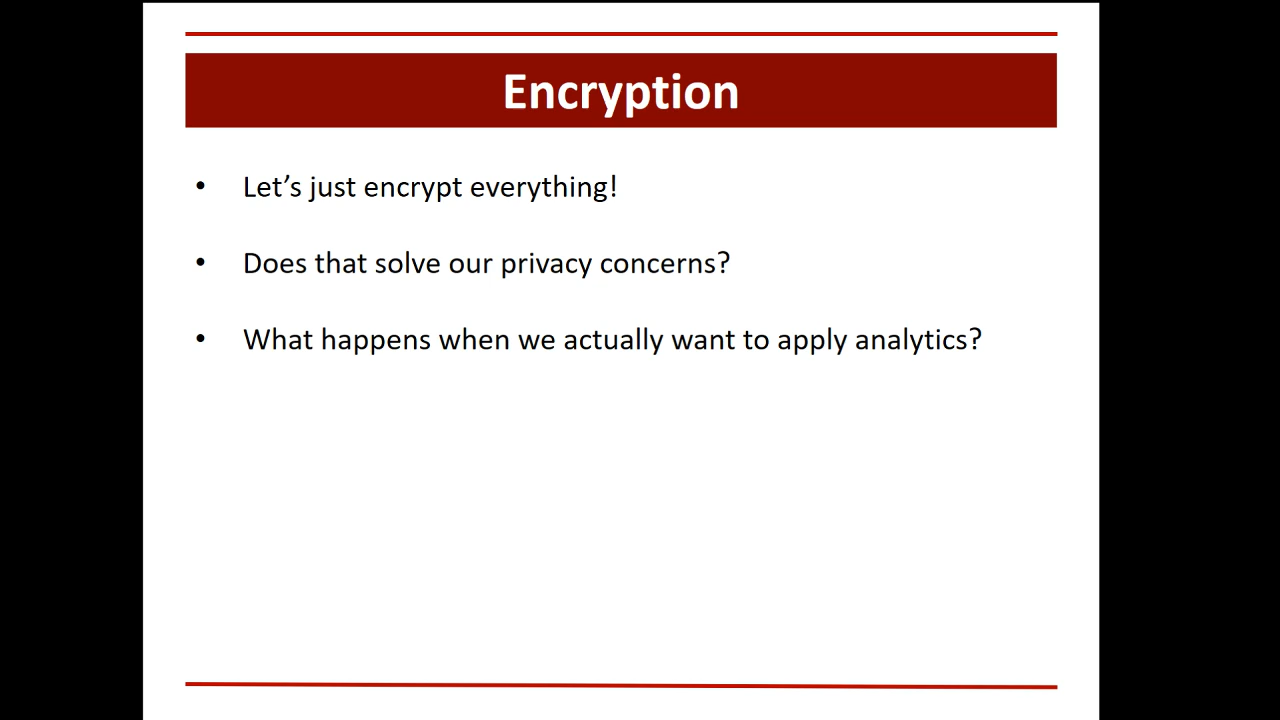 Encryption
• Let’s just encrypt everything!
• Does that solve our privacy concerns?
• What happens when we actually want to apply analytics?